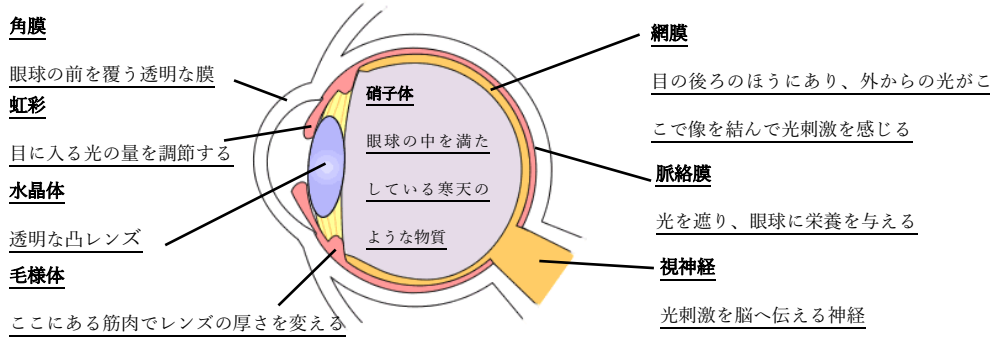 角膜
眼球の前を覆う透明な膜
虹彩
目に入る光の量を調節する
水晶体
透明な凸レンズ
毛様体
ここにある筋肉でレンズの厚さを変える
硝子体
眼球の中を満た
している寒天の
ような物質
網膜
目の後ろのほうにあり、外からの光がこ
こで像を結んで光刺激を感じる
脈絡膜
光を遮り、眼球に栄養を与える
視神経
光刺激を脳へ伝える神経